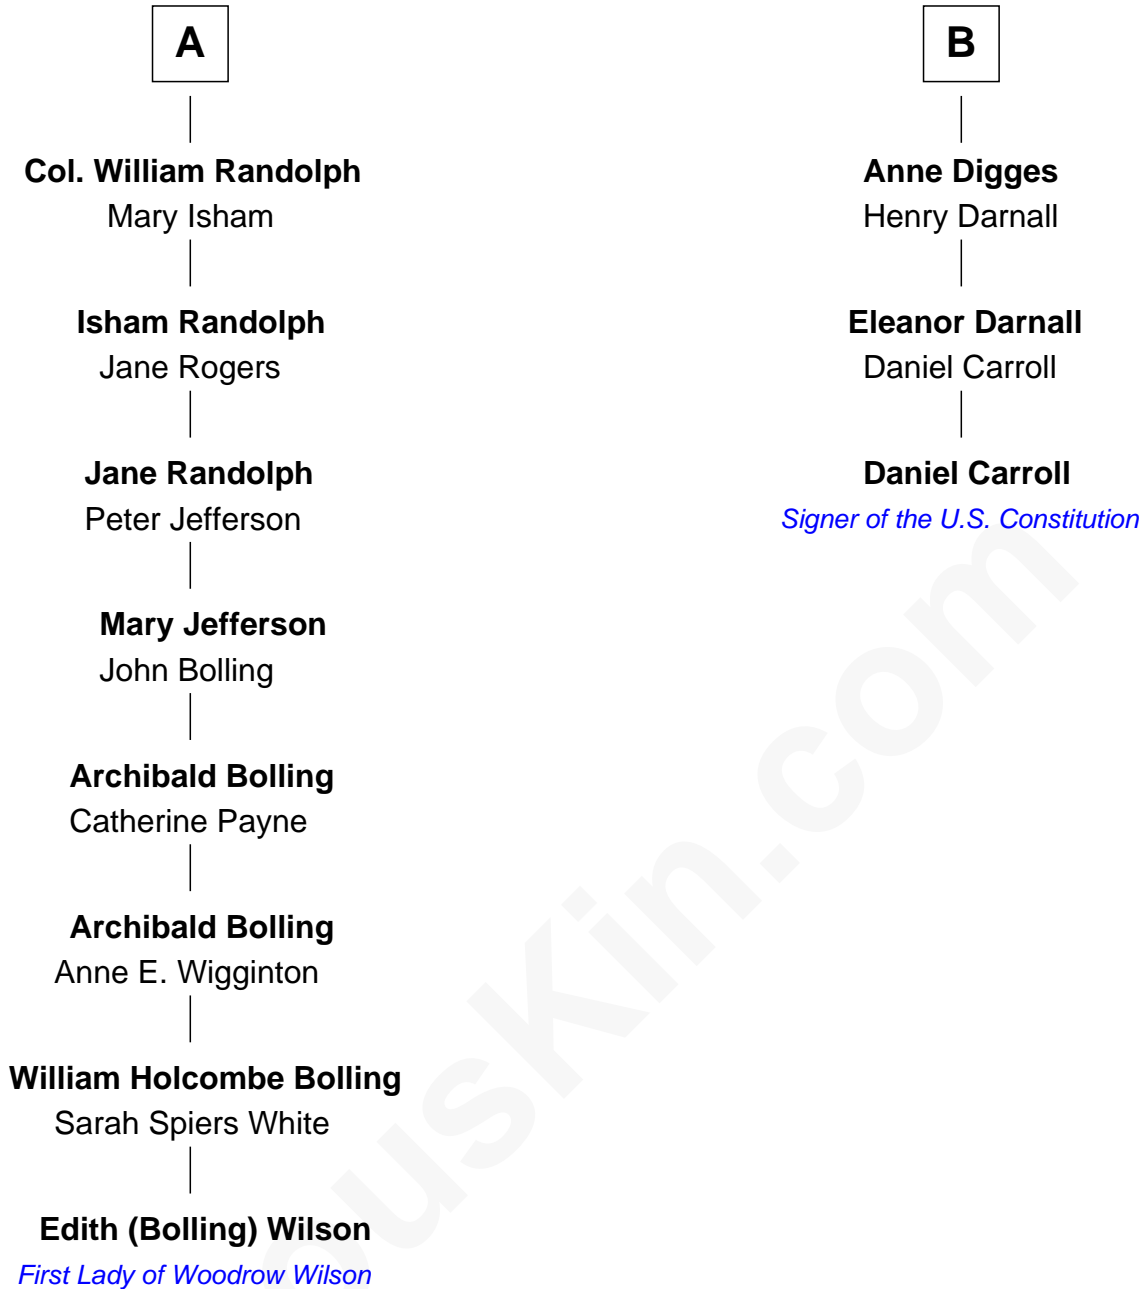 A
Col. William Randolph
Mary Isham
Isham Randolph
Jane Rogers
Jane Randolph
Peter Jefferson
Mary Jefferson
John Bolling
Archibald Bolling
Catherine Payne
Archibald Bolling
Anne E. Wigginton
William Holcombe Bolling
Sarah Spiers White
Edith (Bolling) Wilson
First Lady of Woodrow Wilson
B
Anne Digges
Henry Darnall
Eleanor Darnall
Daniel Carroll
Daniel Carroll
Signer of the U.S. Constitution
ouskin.com